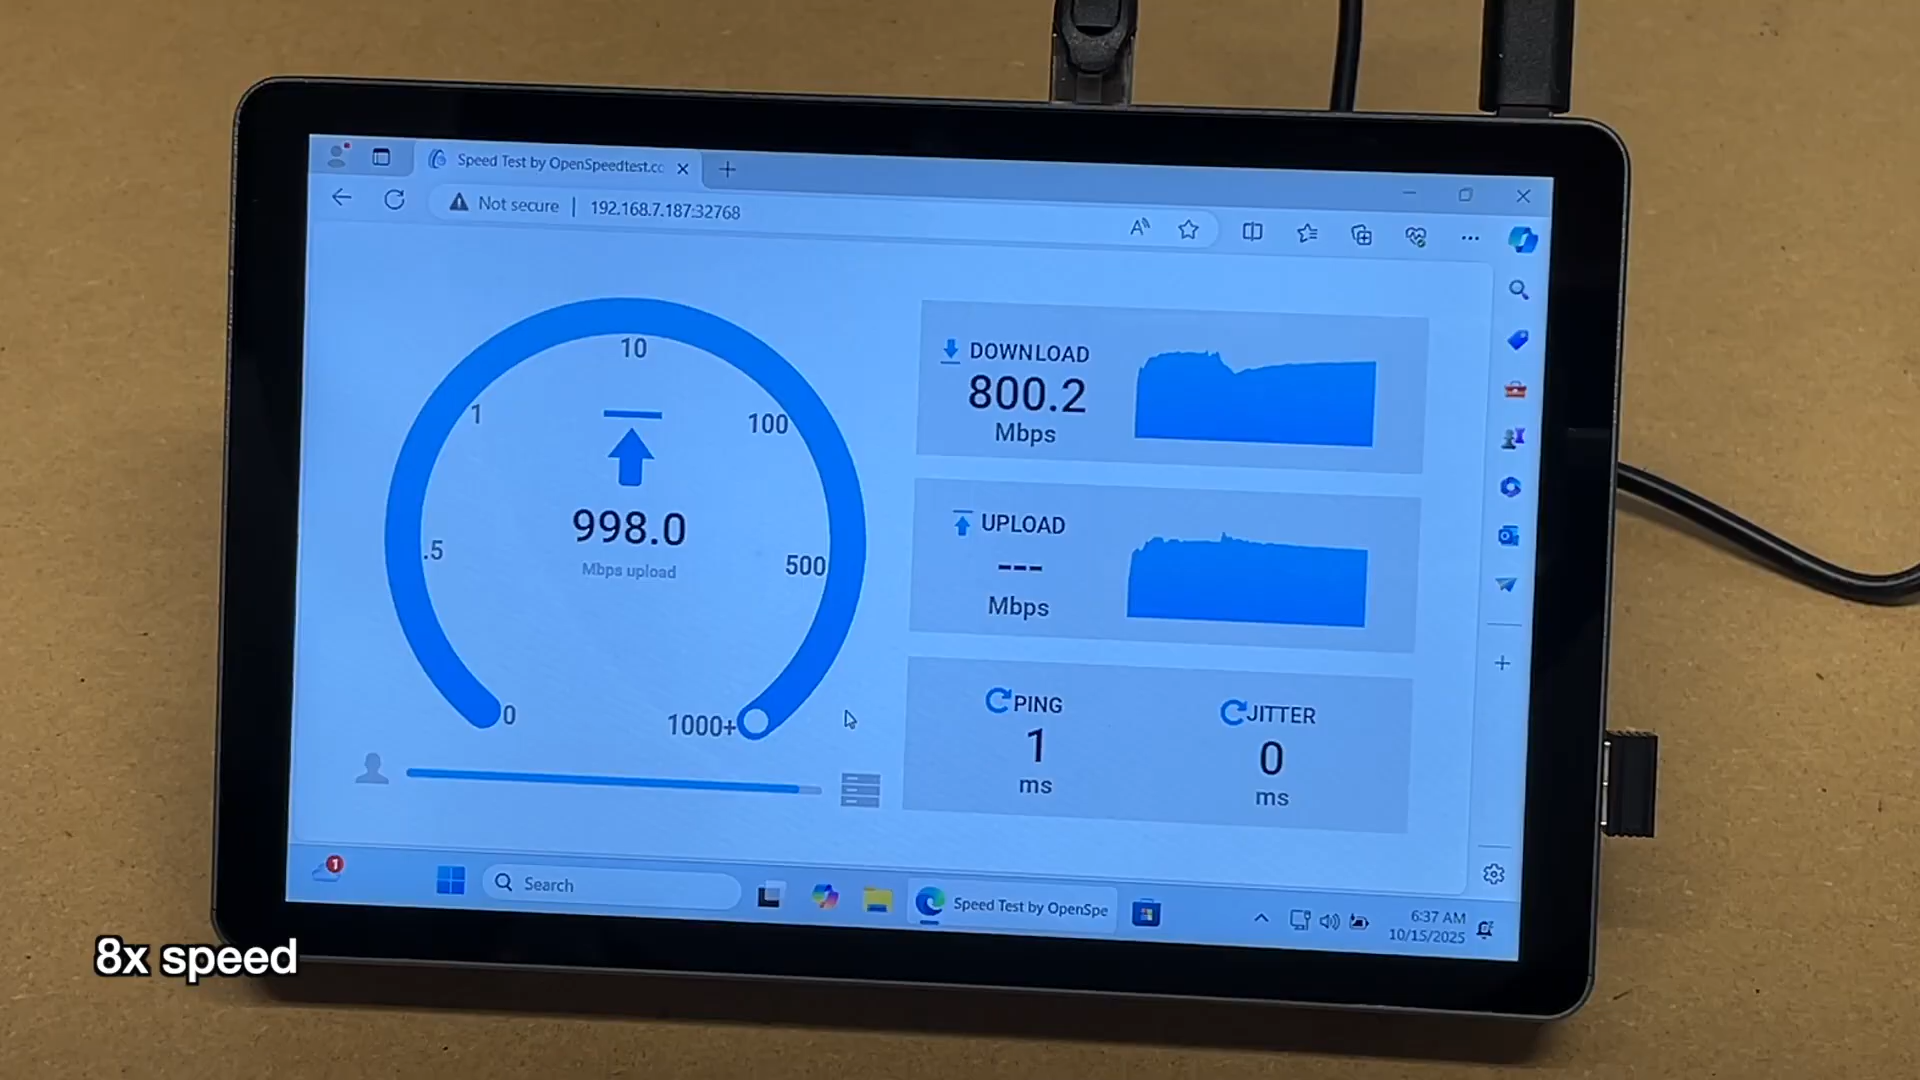 Speed Test by OpenSpeedtest.cc
Not secure | 192.168.7.187:32768
10
1
100
.5
500
998.0
Mbps upload
0
1000+
DOWNLOAD
800.2
Mbps
UPLOAD
---
Mbps
PING
1
ms
JITTER
0
ms
1
Search
Speed Test by OpenSpe
6:37 AM
10/15/2025
8x speed